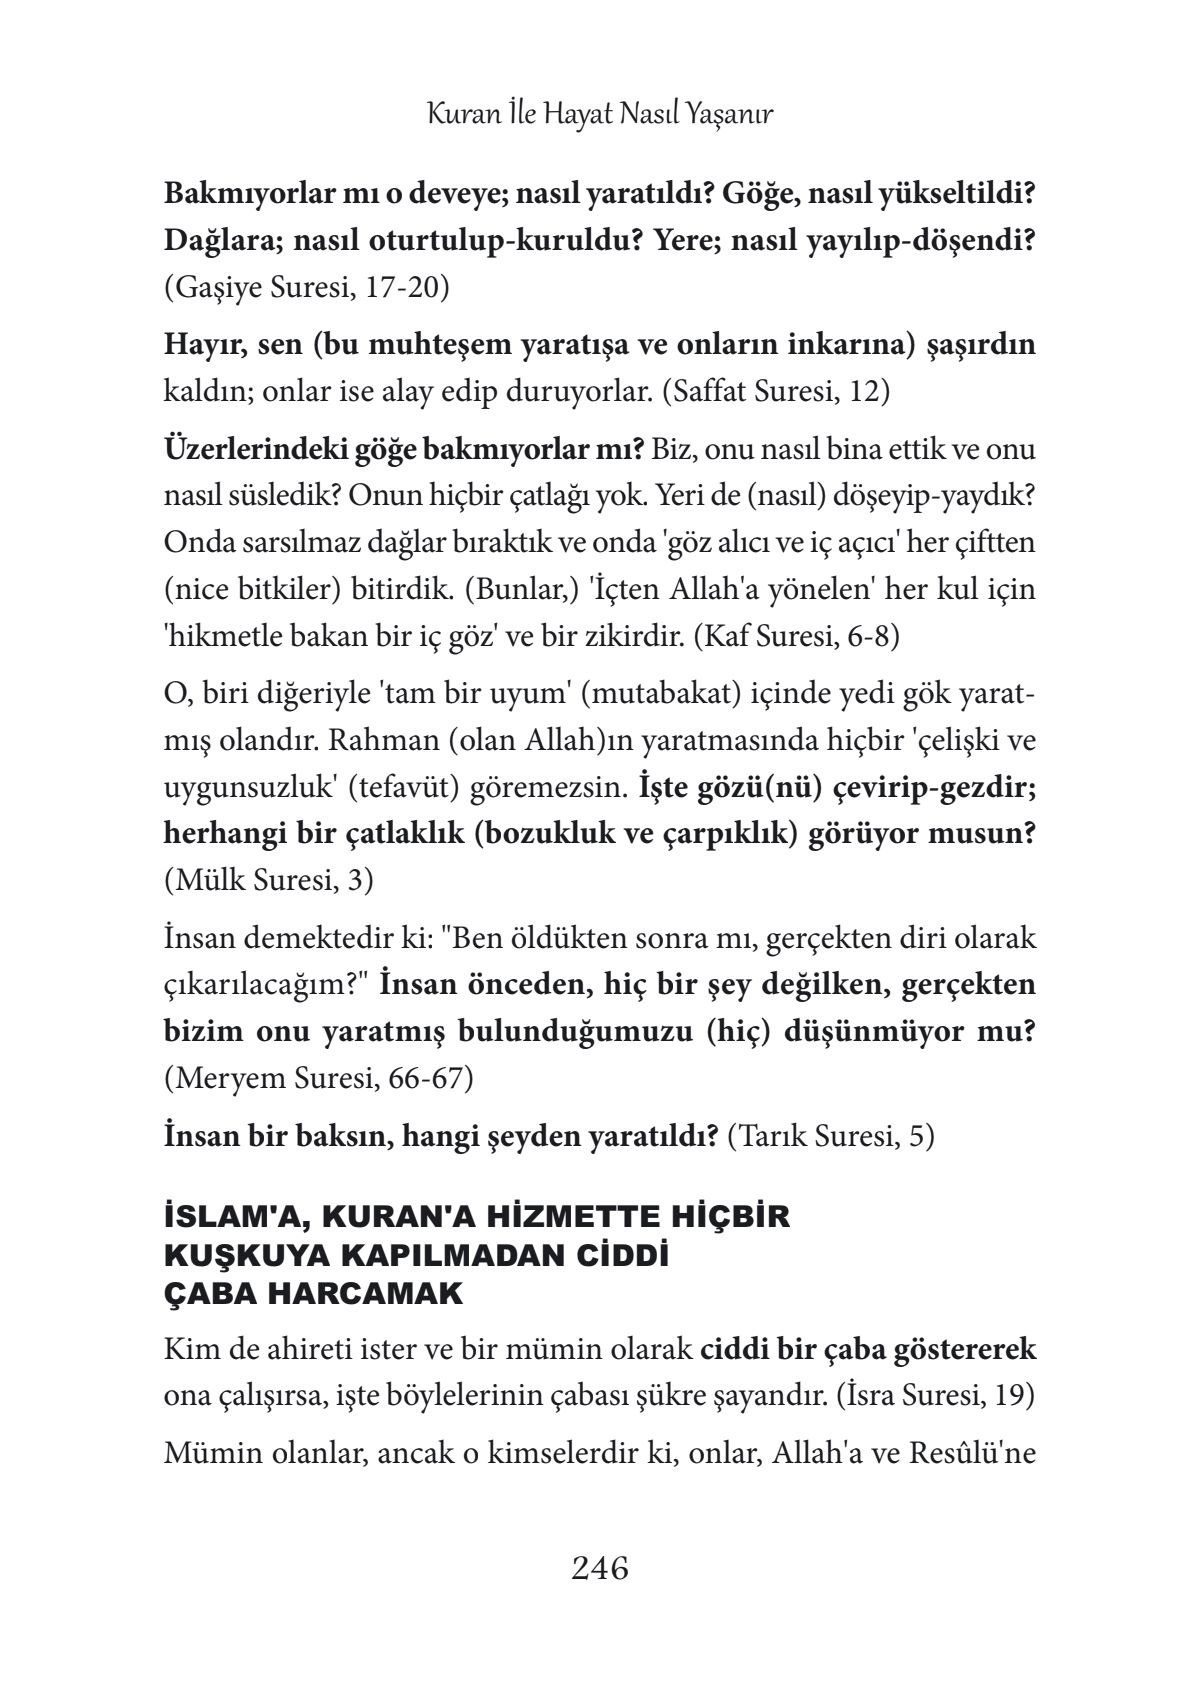 Kuran İle Hayat Nasıl Yaşanır
Bakmıyorlar mı o deveye; nasıl yaratıldı? Göğe, nasıl yükseltildi?
Dağlara; nasıl oturtulup-kuruldu? Yere; nasıl yayılıp-döşendi?
(Gaşiye Suresi, 17-20)
Hayır, sen (bu muhteşem yaratışa ve onların inkarına) şaşırdın
kaldın; onlar ise alay edip duruyorlar. (Saffat Suresi, 12)
Üzerlerindeki göğe bakmıyorlar mı? Biz, onu nasıl bina ettik ve onu
nasıl süsledik? Onun hiçbir çatlağı yok. Yeri de (nasıl) döşeyip-yaydık?
Onda sarsılmaz dağlar bıraktık ve onda 'göz alıcı ve iç açıcı' her çiftten
(nice bitkiler) bitirdik. (Bunlar,) 'İçten Allah'a yönelen' her kul için
'hikmetle bakan bir iç göz' ve bir zikirdir. (Kaf Suresi, 6-8)
O, biri diğeriyle 'tam bir uyum' (mutabakat) içinde yedi gök yarat-
mış olandır. Rahman (olan Allah)ın yaratmasında hiçbir 'çelişki ve
uygunsuzluk' (tefavüt) göremezsin. İşte gözü(nü) çevirip-gezdir;
herhangi bir çatlaklık (bozukluk ve çarpıklık) görüyor musun?
(Mülk Suresi, 3)
İnsan demektedir ki: "Ben öldükten sonra mı, gerçekten diri olarak
çıkarılacağım?" İnsan önceden, hiç bir şey değilken, gerçekten
bizim onu yaratmış bulunduğumuzu (hiç) düşünmüyor mu?
(Meryem Suresi, 66-67)
İnsan bir baksın, hangi şeyden yaratıldı? (Tarık Suresi, 5)
İSLAM'A, KURAN'A HİZMETTE HİÇBİR
KUŞKUYA KAPILMADAN CİDDİ
ÇABA HARCAMAK
Kim de ahireti ister ve bir mümin olarak ciddi bir çaba göstererek
ona çalışırsa, işte böylelerinin çabası şükre şayandır. (İsra Suresi, 19)
Mümin olanlar, ancak o kimselerdir ki, onlar, Allah'a ve Resûlü'ne
246